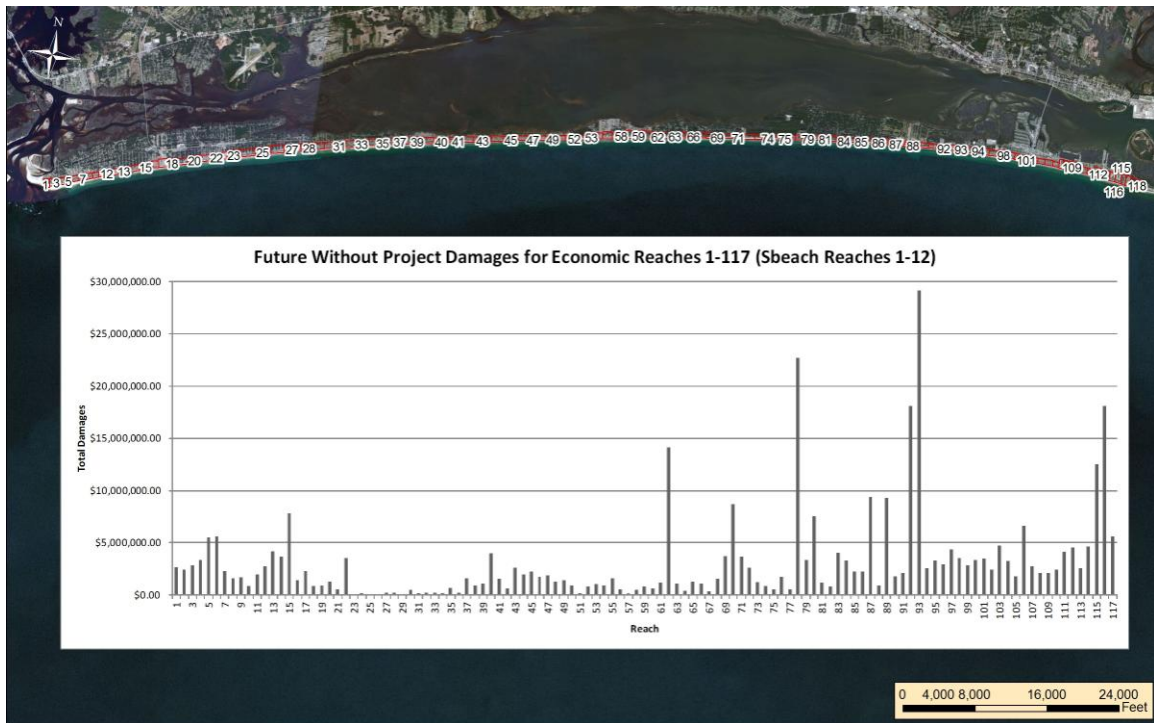 N
1 3 5 7 12 13 15 18 20 22 23 25 27 28 31 33 35 37 39 40 41 43 45 47 49 52 53 58 59 62 63 66 69 71 74 75 79 81 84 85 86 87 88 92 93 94 98 101 109 112 115
116 118
Future Without Project Damages for Economic Reaches 1-117 (Sbeach Reaches 1-12)
$30,000,000.00
$25,000,000.00
$20,000,000.00
$15,000,000.00
$10,000,000.00
$5,000,000.00
$0.00
Total Damages
1 3 5 7 9 11 13 15 17 19 21 23 25 27 29 31 33 35 37 39 41 43 45 47 49 51 53 55 57 59 61 63 65 67 69 71 73 75 77 79 81 83 85 87 89 91 93 95 97 99 101 103 105 107 109 111 113 115 117
Reach
0 4,000 8,000 16,000 24,000
Feet